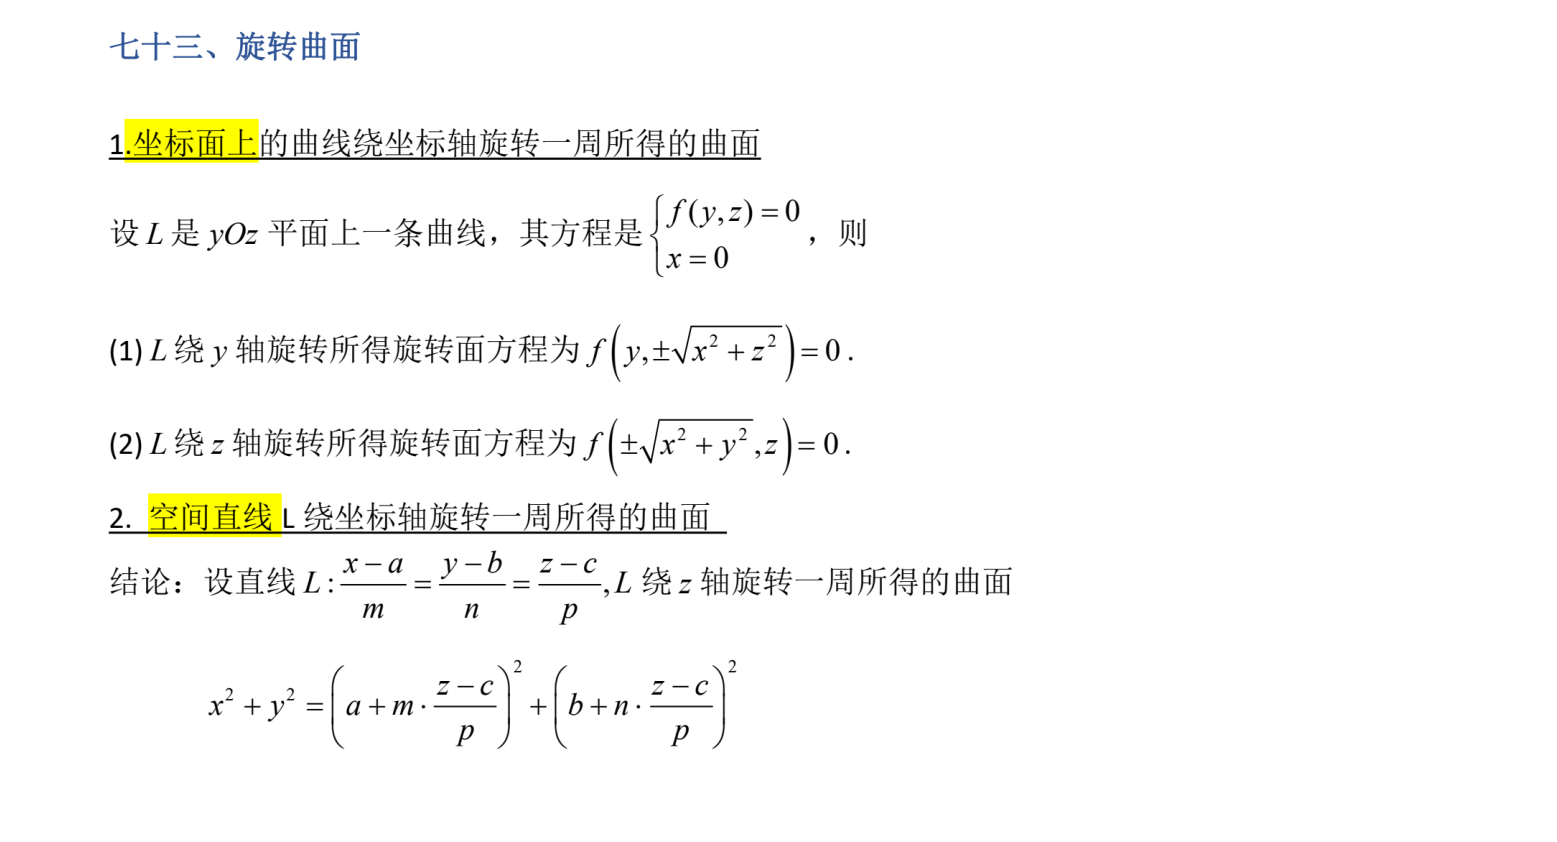 七十三、旋转曲面
1.坐标面上的曲线绕坐标轴旋转一周所得的曲面
设 L 是 yOz 平面上一条曲线，其方程是 $\begin{cases} f(y,z)=0 \\ x=0 \end{cases}$ ，则
(1) L 绕 y 轴旋转所得旋转面方程为 $f\left(y,\pm\sqrt{x^2+z^2}\right)=0$ .
(2) L 绕 z 轴旋转所得旋转面方程为 $f\left(\pm\sqrt{x^2+y^2},z\right)=0$ .
2. 空间直线 L 绕坐标轴旋转一周所得的曲面
结论：设直线 $L:\frac{x-a}{m}=\frac{y-b}{n}=\frac{z-c}{p}$, L 绕 z 轴旋转一周所得的曲面
$x^2+y^2=\left(a+m\cdot\frac{z-c}{p}\right)^2+\left(b+n\cdot\frac{z-c}{p}\right)^2$